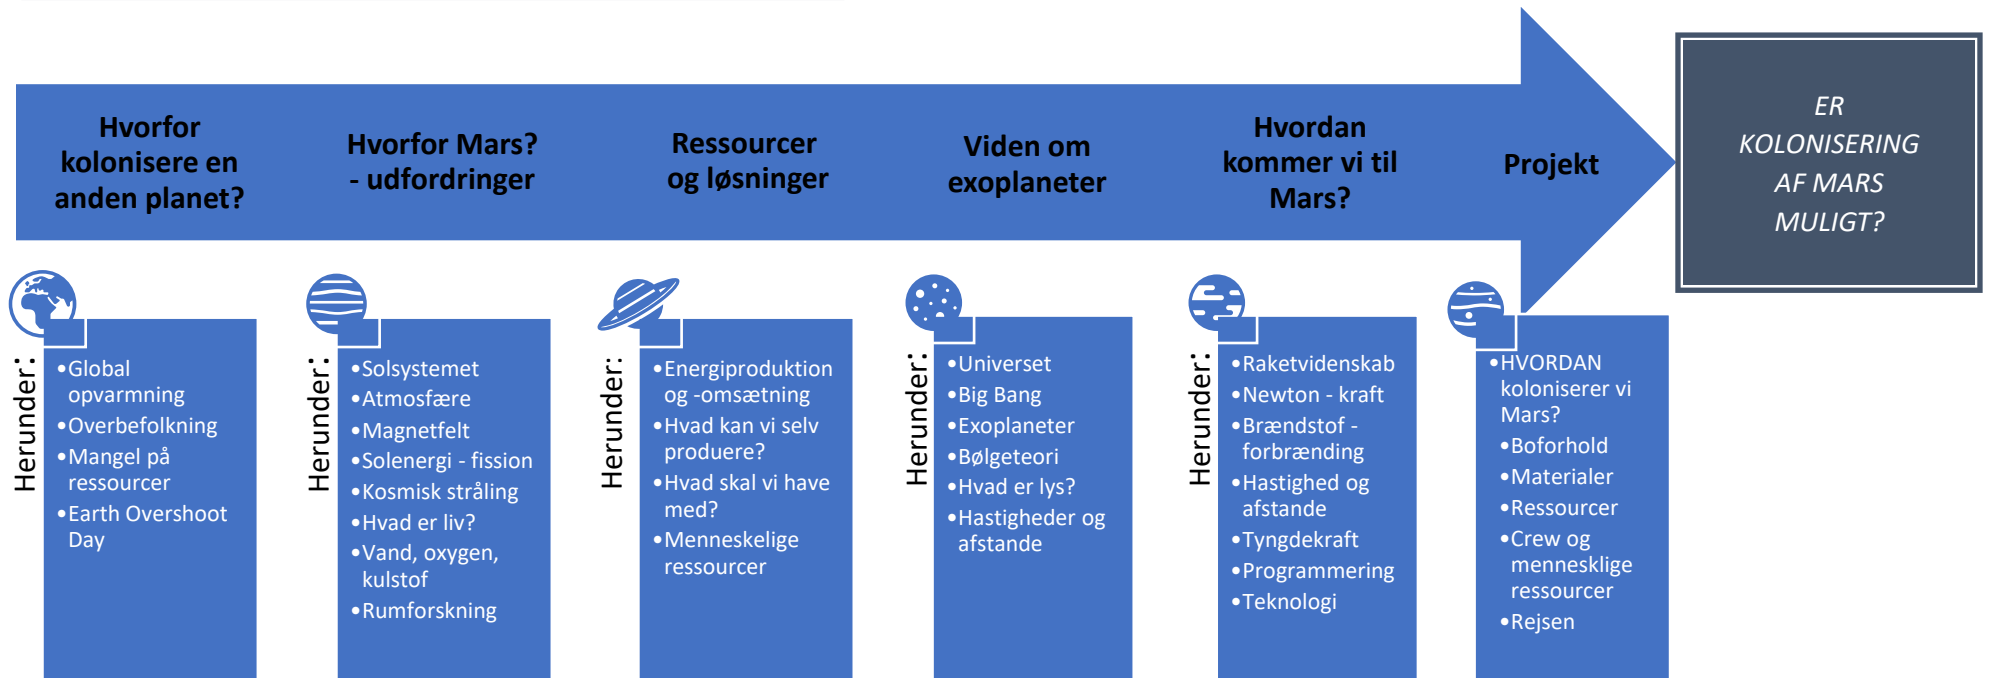 Hvorfor
kolonisere en
anden planet?
Hvorfor Mars?
- udfordringer
Ressourcer
og løsninger
Viden om
exoplaneter
Hvordan
kommer vi til
Mars?
Projekt
ER
KOLONISERING
AF MARS
MULIGT?
Herunder:
•Global
opvarmning
•Overbefolkning
•Mangel på
ressourcer
•Earth Overshoot
Day
Herunder:
•Solsystemet
•Atmosfære
•Magnetfelt
•Solenergi - fission
•Kosmisk stråling
•Hvad er liv?
•Vand, oxygen,
kulstof
•Rumforskning
Herunder:
•Energiproduktion
og -omsætning
•Hvad kan vi selv
produere?
•Hvad skal vi have
med?
•Menneskelige
ressourcer
Herunder:
•Universet
•Big Bang
•Exoplaneter
•Bølgeteori
•Hvad er lys?
•Hastigheder og
afstande
Herunder:
•Raketvidenskab
•Newton - kraft
•Brændstof -
forbrænding
•Hastighed og
afstande
•Tyngdekraft
•Programmering
•Teknologi
•HVORDAN
koloniserer vi
Mars?
•Boforhold
•Materialer
•Ressourcer
•Crew og
mennesklige
ressourcer
•Rejsen